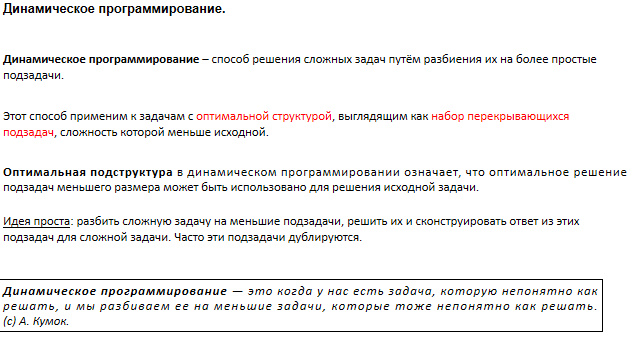 Динамическое программирование.
Динамическое программирование – способ решения сложных задач путём разбиения их на более простые
подзадачи.
Этот способ применим к задачам с оптимальной структурой, выглядящим как набор перекрывающихся
подзадач, сложность которой меньше исходной.
Оптимальная подструктура в динамическом программировании означает, что оптимальное решение
подзадач меньшего размера может быть использовано для решения исходной задачи.
Идея проста: разбить сложную задачу на меньшие подзадачи, решить их и сконструировать ответ из этих
подзадач для сложной задачи. Часто эти подзадачи дублируются.
Динамическое программирование — это когда у нас есть задача, которую непонятно как
решать, и мы разбиваем ее на меньшие задачи, которые тоже непонятно как решать.
(с) А. Кумок.